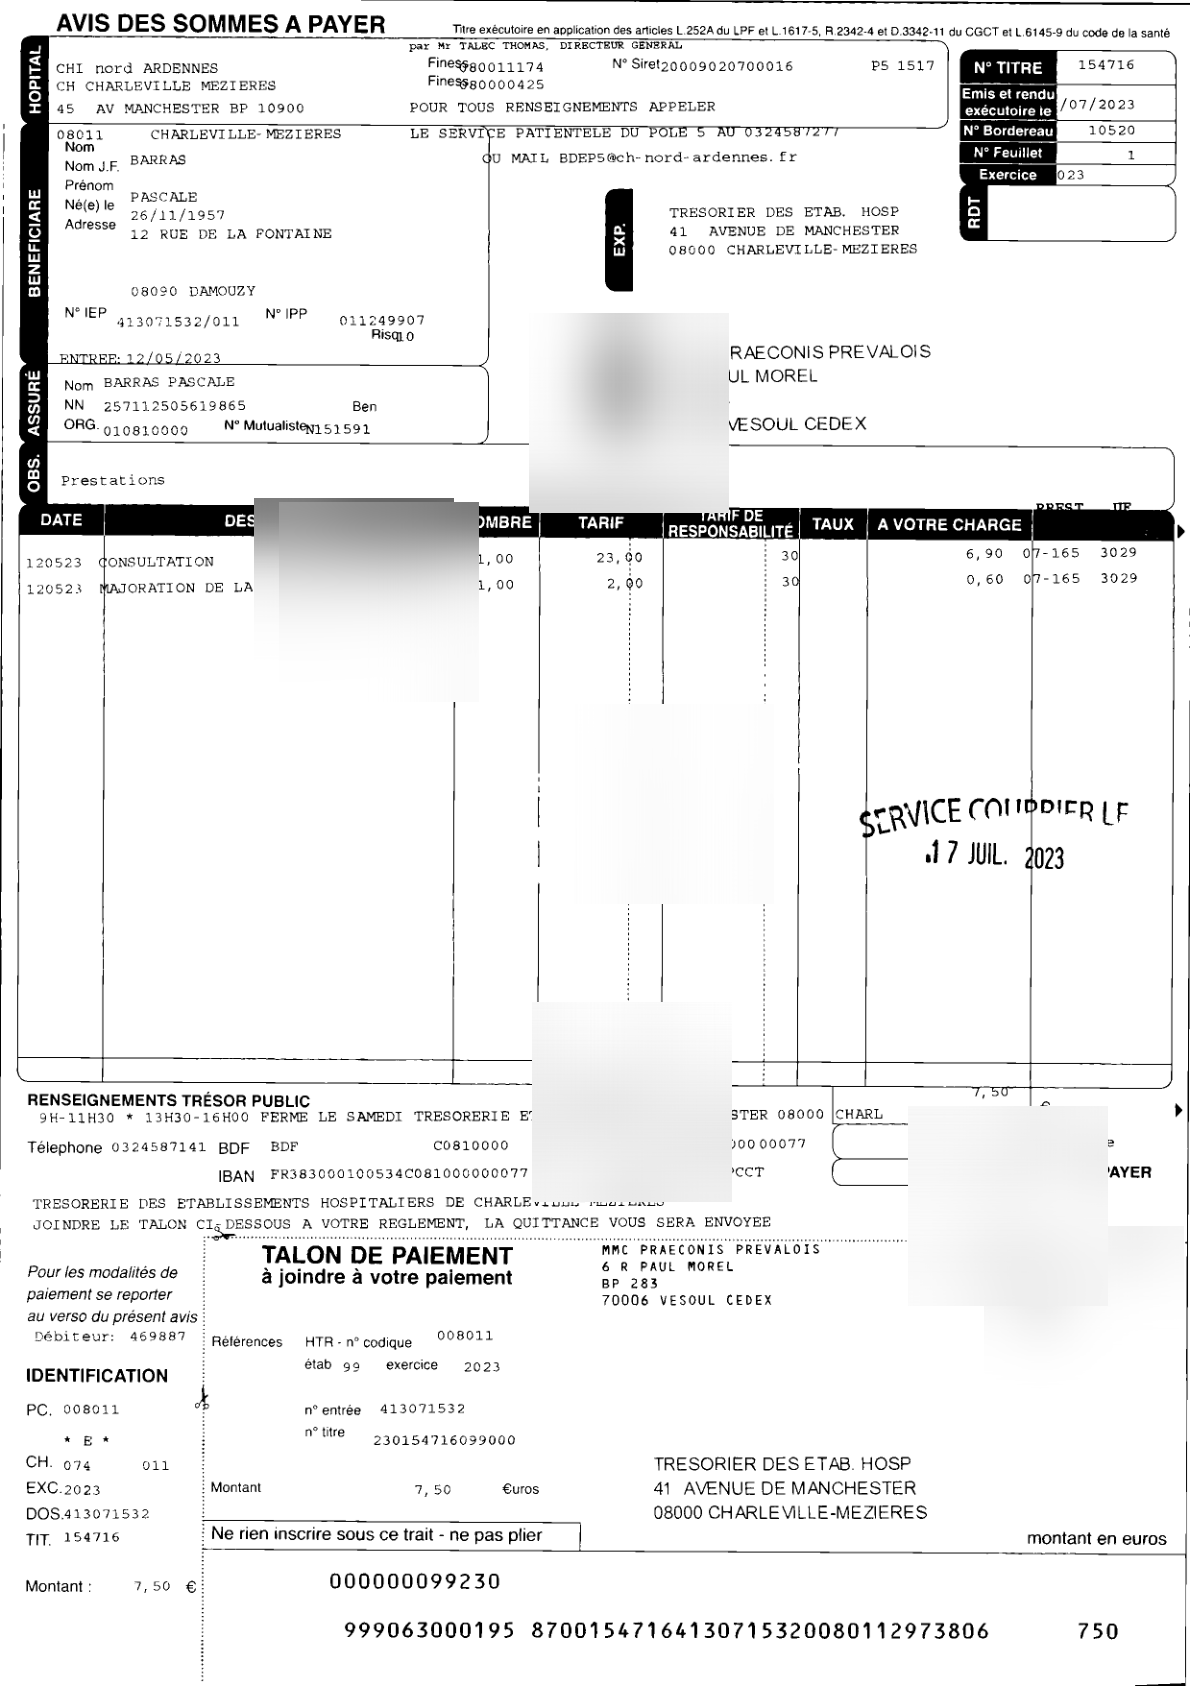 AVIS DES SOMMES A PAYER
Titre exécutoire en application des articles L.252A du LPF et L.1617-5, R.2342-4 et D.3342-11 du CGCT et L.6145-9 du code de la santé
par Mr TALEC THOMAS, DIRECTEUR GENERAL
HOPITAL
CHI nord ARDENNES
Finess 080011174 N° Siret 20009020700016 P5 1517
CH CHARLEVILLE MEZIERES
Finess 080000425
45 AV MANCHESTER BP 10900
POUR TOUS RENSEIGNEMENTS APPELER
08011 CHARLEVILLE-MEZIERES
LE SERVICE PATIENTELE DU POLE 5 AU 0324587277
OU MAIL BDEP5@ch-nord-ardennes.fr
N° TITRE 154716
Emis et rendu exécutoire le /07/2023
N° Bordereau 10520
N° Feuillet 1
Exercice 023
RDT
BENEFICIARE
Nom
Nom J.F. BARRAS
Prénom PASCALE
Né(e) le 26/11/1957
Adresse 12 RUE DE LA FONTAINE
08090 DAMOUZY
N° IEP 413071532/011 N° IPP 011249907
Risq 10
ENTREE: 12/05/2023
EXP.
TRESORIER DES ETAB. HOSP
41 AVENUE DE MANCHESTER
08000 CHARLEVILLE-MEZIERES
RAECONIS PREVALOIS
UL MOREL
VESOUL CEDEX
ASSURÉ
Nom BARRAS PASCALE
NN 257112505619865 Ben
ORG. 010810000 N° Mutualiste N151591
OBS.
Prestations
PREST UF
DATE DES OMBRE TARIF TARIF DE RESPONSABILITÉ TAUX A VOTRE CHARGE
120523 CONSULTATION 1,00 23,00 30 6,90 07-165 3029
120523 MAJORATION DE LA 1,00 2,00 30 0,60 07-165 3029
SERVICE COURRIER LE
17 JUIL. 2023
7,50
€
RENSEIGNEMENTS TRÉSOR PUBLIC
9H-11H30 * 13H30-16H00 FERME LE SAMEDI TRESORERIE ET STER 08000 CHARL
Télephone 0324587141 BDF BDF C0810000 00000077
IBAN FR383000100534C081000000077 PCCT
PAYER
TRESORERIE DES ETABLISSEMENTS HOSPITALIERS DE CHARLEVILLE MEZIERES
JOINDRE LE TALON CI-DESSOUS A VOTRE REGLEMENT, LA QUITTANCE VOUS SERA ENVOYEE
TALON DE PAIEMENT
à joindre à votre paiement
MMC PRAECONIS PREVALOIS
6 R PAUL MOREL
BP 283
70006 VESOUL CEDEX
Pour les modalités de
paiement se reporter
au verso du présent avis
Débiteur: 469887
Références HTR - n° codique 008011
étab 99 exercice 2023
IDENTIFICATION
PC. 008011
* E *
CH. 074 011
EXC. 2023
DOS. 413071532
TIT. 154716
n° entrée 413071532
n° titre 230154716099000
Montant 7,50 €uros
TRESORIER DES ETAB. HOSP
41 AVENUE DE MANCHESTER
08000 CHARLEVILLE-MEZIERES
Ne rien inscrire sous ce trait - ne pas plier
montant en euros
Montant : 7,50 €
000000099230
999063000195 870015471641307153200801129738​06 750